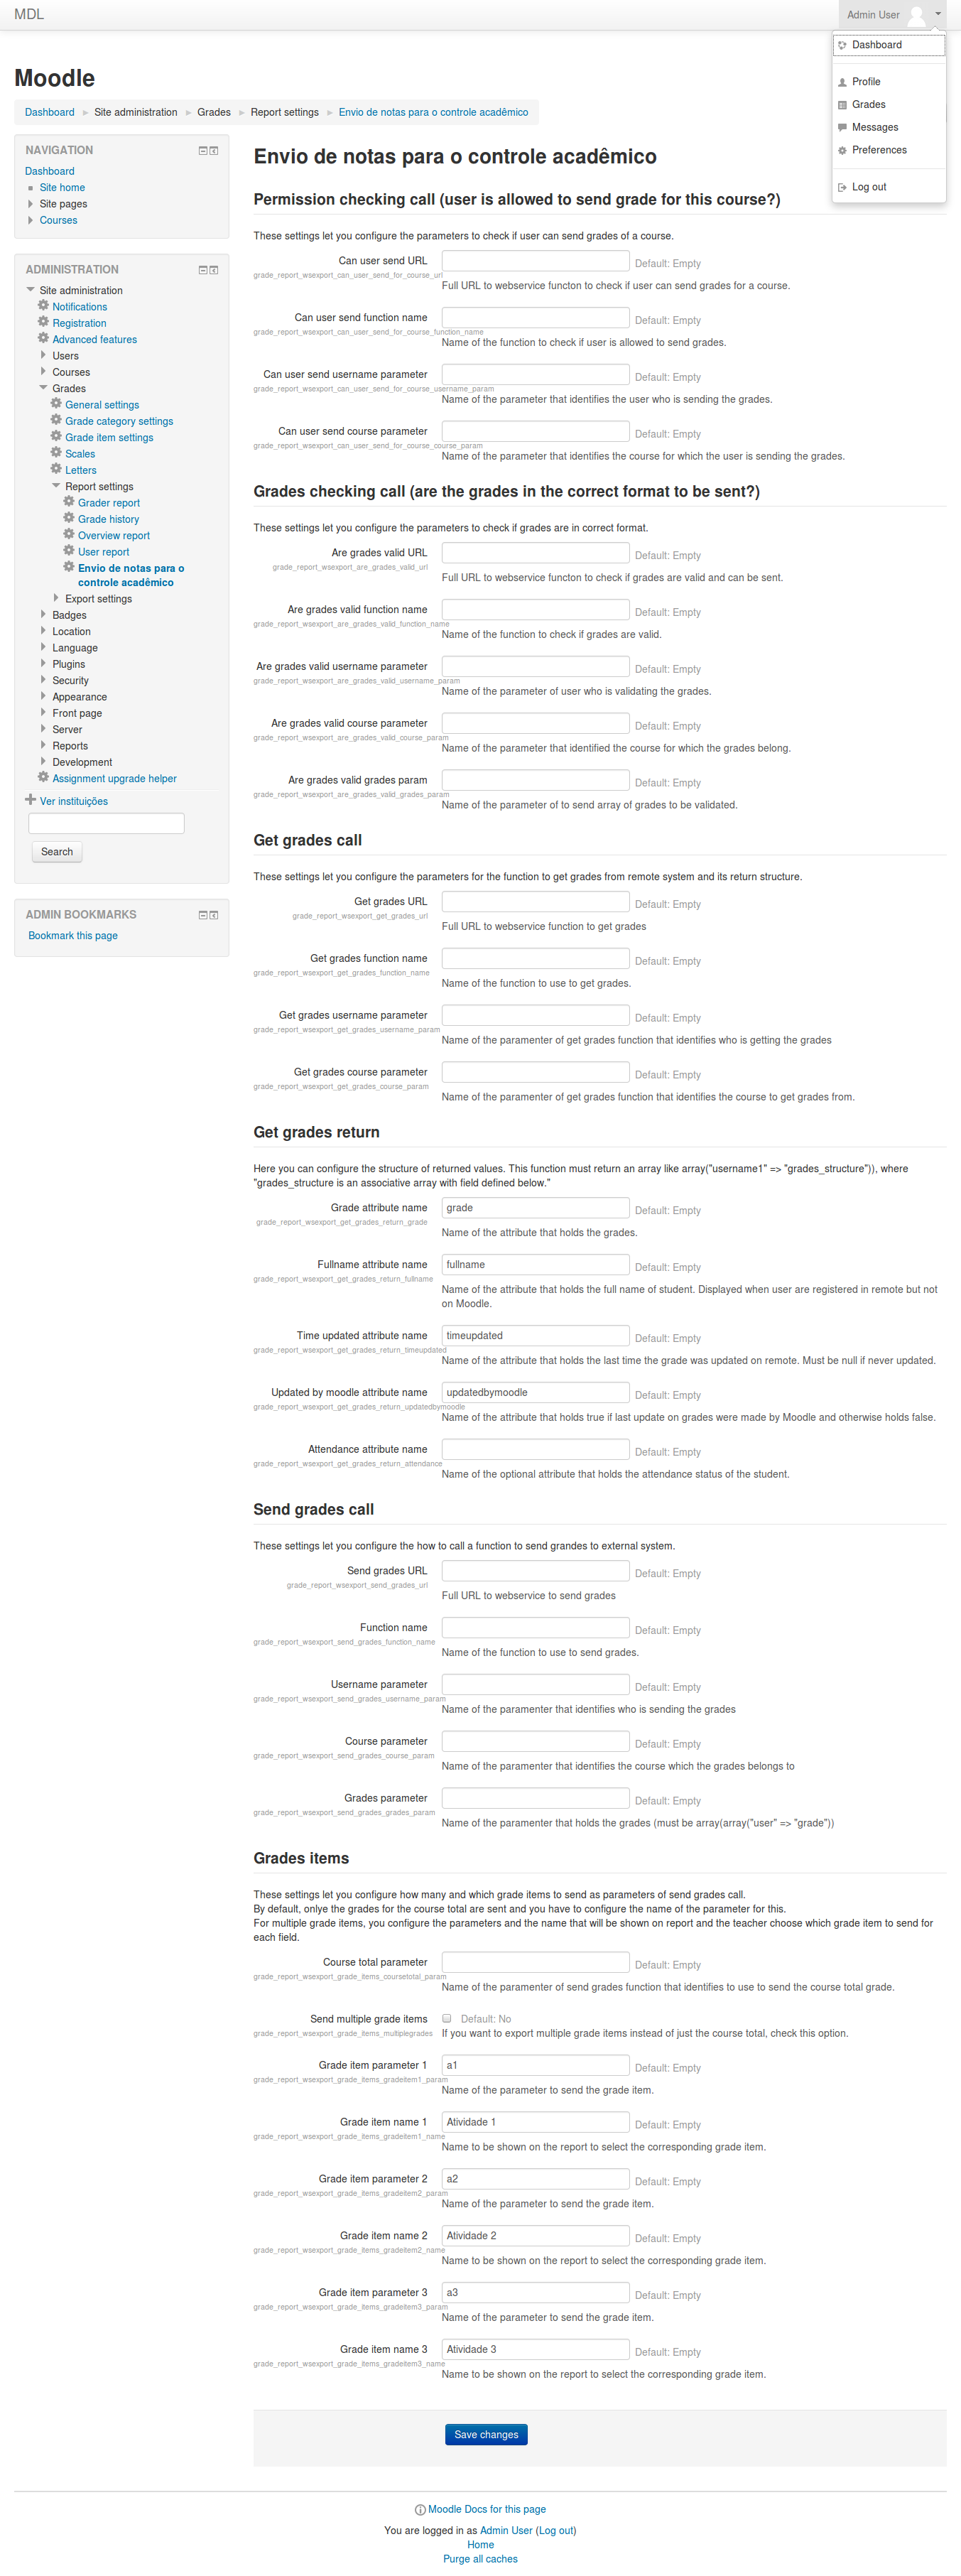 MDL
Admin User
Dashboard
Profile
Grades
Messages
Preferences
Log out
Moodle
Dashboard ► Site administration ► Grades ► Report settings ► Envio de notas para o controle acadêmico
NAVIGATION
Dashboard
Site home
Site pages
Courses
ADMINISTRATION
Site administration
Notifications
Registration
Advanced features
Users
Courses
Grades
General settings
Grade category settings
Grade item settings
Scales
Letters
Report settings
Grader report
Grade history
Overview report
User report
Envio de notas para o
controle acadêmico
Export settings
Badges
Location
Language
Plugins
Security
Appearance
Front page
Server
Reports
Development
Assignment upgrade helper
Ver instituições
Search
ADMIN BOOKMARKS
Bookmark this page
Envio de notas para o controle acadêmico
Permission checking call (user is allowed to send grade for this course?)
These settings let you configure the parameters to check if user can send grades of a course.
Can user send URL Default: Empty
grade_report_wsexport_can_user_send_for_course_url
Full URL to webservice functon to check if user can send grades for a course.
Can user send function name Default: Empty
grade_report_wsexport_can_user_send_for_course_function_name
Name of the function to check if user is allowed to send grades.
Can user send username parameter Default: Empty
grade_report_wsexport_can_user_send_for_course_username_param
Name of the parameter that identifies the user who is sending the grades.
Can user send course parameter Default: Empty
grade_report_wsexport_can_user_send_for_course_course_param
Name of the parameter that identifies the course for which the user is sending the grades.
Grades checking call (are the grades in the correct format to be sent?)
These settings let you configure the parameters to check if grades are in correct format.
Are grades valid URL Default: Empty
grade_report_wsexport_are_grades_valid_url
Full URL to webservice functon to check if grades are valid and can be sent.
Are grades valid function name Default: Empty
grade_report_wsexport_are_grades_valid_function_name
Name of the function to check if grades are valid.
Are grades valid username parameter Default: Empty
grade_report_wsexport_are_grades_valid_username_param
Name of the parameter of user who is validating the grades.
Are grades valid course parameter Default: Empty
grade_report_wsexport_are_grades_valid_course_param
Name of the parameter that identified the course for which the grades belong.
Are grades valid grades param Default: Empty
grade_report_wsexport_are_grades_valid_grades_param
Name of the parameter of to send array of grades to be validated.
Get grades call
These settings let you configure the parameters for the function to get grades from remote system and its return structure.
Get grades URL Default: Empty
grade_report_wsexport_get_grades_url
Full URL to webservice function to get grades
Get grades function name Default: Empty
grade_report_wsexport_get_grades_function_name
Name of the function to use to get grades.
Get grades username parameter Default: Empty
grade_report_wsexport_get_grades_username_param
Name of the paramenter of get grades function that identifies who is getting the grades
Get grades course parameter Default: Empty
grade_report_wsexport_get_grades_course_param
Name of the paramenter of get grades function that identifies the course to get grades from.
Get grades return
Here you can configure the structure of returned values. This function must return an array like array("username1" => "grades_structure")), where
"grades_structure is an associative array with field defined below."
Grade attribute name grade Default: Empty
grade_report_wsexport_get_grades_return_grade
Name of the attribute that holds the grades.
Fullname attribute name fullname Default: Empty
grade_report_wsexport_get_grades_return_fullname
Name of the attribute that holds the full name of student. Displayed when user are registered in remote but not
on Moodle.
Time updated attribute name timeupdated Default: Empty
grade_report_wsexport_get_grades_return_timeupdated
Name of the attribute that holds the last time the grade was updated on remote. Must be null if never updated.
Updated by moodle attribute name updatedbymoodle Default: Empty
grade_report_wsexport_get_grades_return_updatedbymoodle
Name of the attribute that holds true if last update on grades were made by Moodle and otherwise holds false.
Attendance attribute name Default: Empty
grade_report_wsexport_get_grades_return_attendance
Name of the optional attribute that holds the attendance status of the student.
Send grades call
These settings let you configure the how to call a function to send grandes to external system.
Send grades URL Default: Empty
grade_report_wsexport_send_grades_url
Full URL to webservice to send grades
Function name Default: Empty
grade_report_wsexport_send_grades_function_name
Name of the function to use to send grades.
Username parameter Default: Empty
grade_report_wsexport_send_grades_username_param
Name of the paramenter that identifies who is sending the grades
Course parameter Default: Empty
grade_report_wsexport_send_grades_course_param
Name of the paramenter that identifies the course which the grades belongs to
Grades parameter Default: Empty
grade_report_wsexport_send_grades_grades_param
Name of the paramenter that holds the grades (must be array(array("user" => "grade"))
Grades items
These settings let you configure how many and which grade items to send as parameters of send grades call.
By default, onlye the grades for the course total are sent and you have to configure the name of the parameter for this.
For multiple grade items, you configure the parameters and the name that will be shown on report and the teacher choose which grade item to send for
each field.
Course total parameter Default: Empty
grade_report_wsexport_grade_items_coursetotal_param
Name of the paramenter of send grades function that identifies to use to send the course total grade.
Send multiple grade items Default: No
grade_report_wsexport_grade_items_multiplegrades
If you want to export multiple grade items instead of just the course total, check this option.
Grade item parameter 1 a1 Default: Empty
grade_report_wsexport_grade_items_gradeitem1_param
Name of the parameter to send the grade item.
Grade item name 1 Atividade 1 Default: Empty
grade_report_wsexport_grade_items_gradeitem1_name
Name to be shown on the report to select the corresponding grade item.
Grade item parameter 2 a2 Default: Empty
grade_report_wsexport_grade_items_gradeitem2_param
Name of the parameter to send the grade item.
Grade item name 2 Atividade 2 Default: Empty
grade_report_wsexport_grade_items_gradeitem2_name
Name to be shown on the report to select the corresponding grade item.
Grade item parameter 3 a3 Default: Empty
grade_report_wsexport_grade_items_gradeitem3_param
Name of the parameter to send the grade item.
Grade item name 3 Atividade 3 Default: Empty
grade_report_wsexport_grade_items_gradeitem3_name
Name to be shown on the report to select the corresponding grade item.
Save changes
Moodle Docs for this page
You are logged in as Admin User (Log out)
Home
Purge all caches